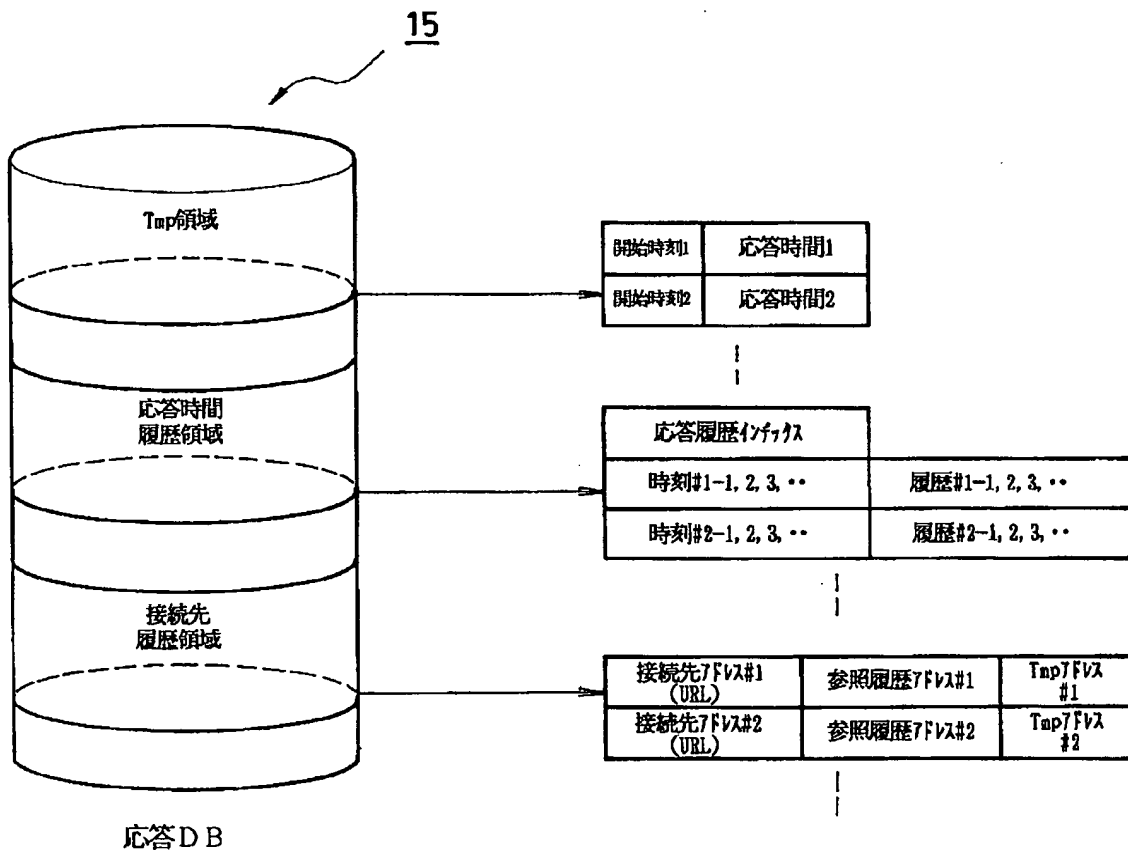 15
Tmp領域
開始時刻1 応答時間1
開始時刻2 応答時間2
応答時間
履歴領域
応答履歴インデックス
時刻#1-1, 2, 3, ‥ 履歴#1-1, 2, 3, ‥
時刻#2-1, 2, 3, ‥ 履歴#2-1, 2, 3, ‥
接続先
履歴領域
接続先アドレス#1
(URL)
参照履歴アドレス#1
Tmpアドレス
#1
接続先アドレス#2
(URL)
参照履歴アドレス#2
Tmpアドレス
#2
応答DB